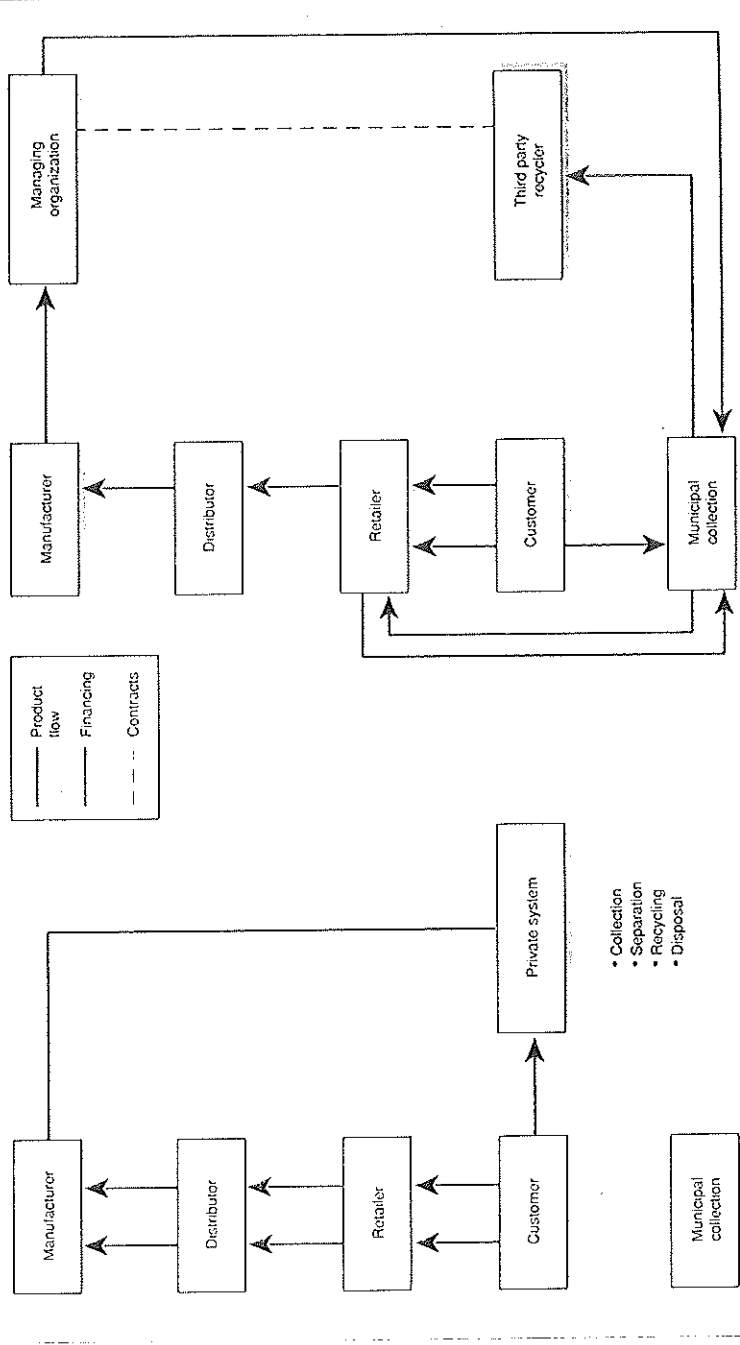 Manufacturer
Distributor
Retailer
Customer
Municipal
collection
Private system
• Collection
• Separation
• Recycling
• Disposal
Product
flow
Financing
Contracts
Manufacturer
Distributor
Retailer
Customer
Municipal
collection
Managing
organization
Third party
recycler